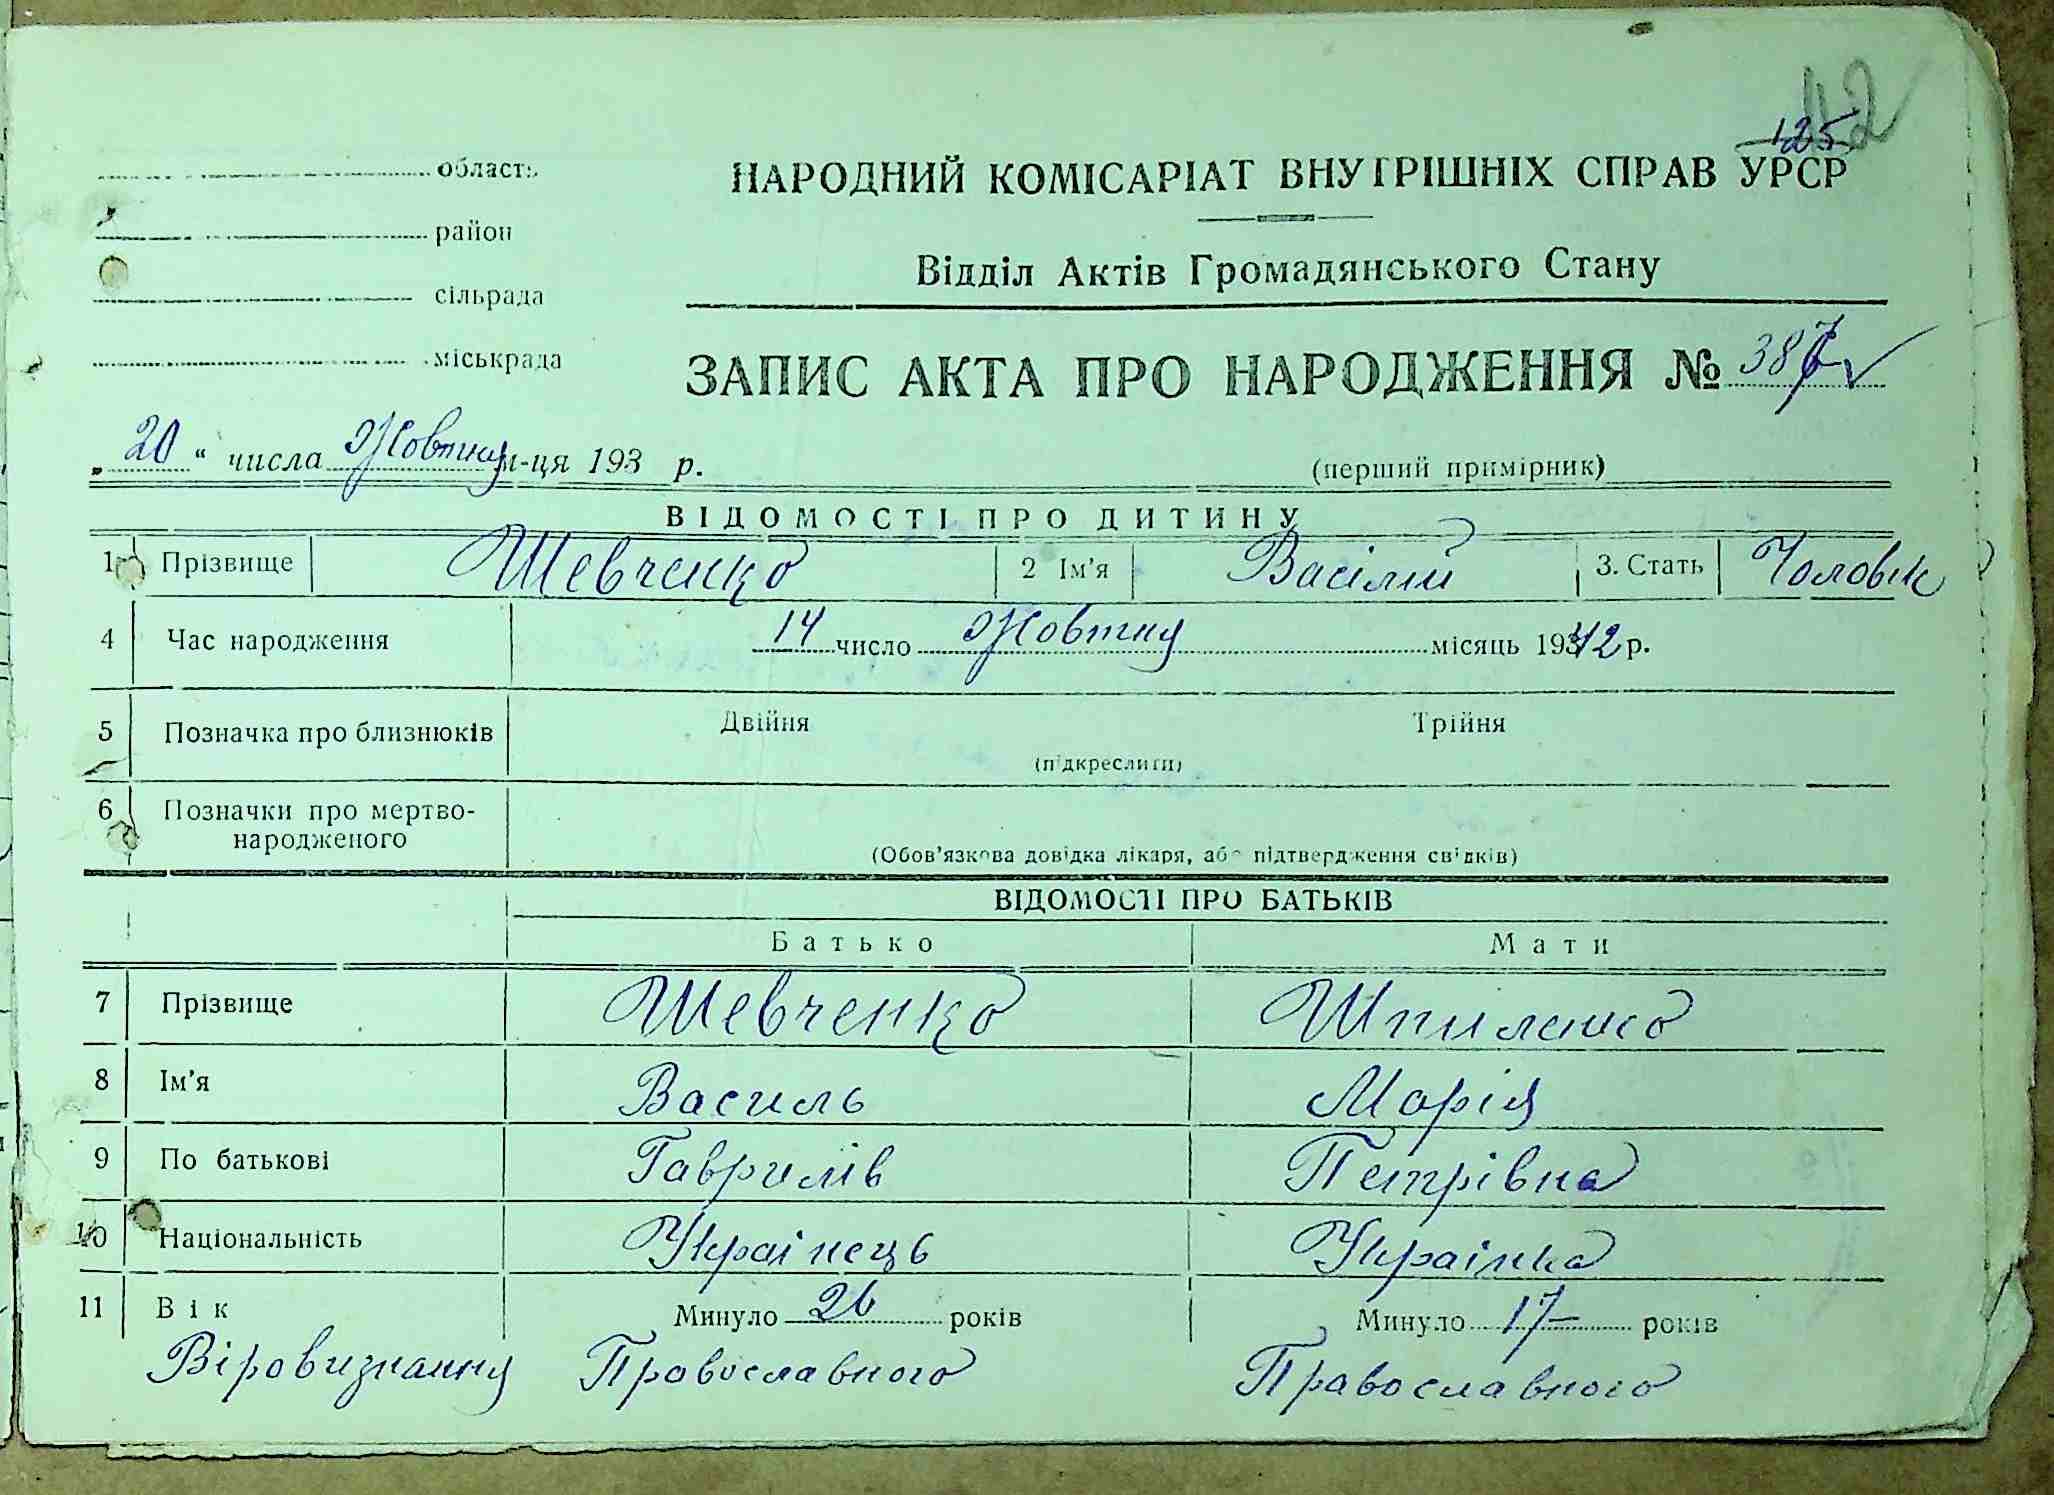 42
125
область
НАРОДНИЙ КОМІСАРІАТ ВНУТРІШНІХ СПРАВ УРСР
район
Відділ Актів Громадянського Стану
сільрада
міськрада
ЗАПИС АКТА ПРО НАРОДЖЕННЯ № 387
„20“ числа Жовтня м-ця 193 р.
(перший примірник)
ВІДОМОСТІ ПРО ДИТИНУ
1 Прізвище Шевченко 2 Ім'я Васілій 3. Стать Чоловік
4 Час народження 14 число Жовтня місяць 1942 р.
5 Позначка про близнюків Двійня Трійня
(підкреслити)
6 Позначки про мертво-
народженого
(Обов'язкова довідка лікаря, або підтвердження свідків)
ВІДОМОСТІ ПРО БАТЬКІВ
Батько Мати
7 Прізвище Шевченко Шпиленко
8 Ім'я Василь Марія
9 По батькові Гаврилів Петрівна
10 Національність Українець Українка
11 Вік Минуло 26 років Минуло 17 років
Віровизнання Православного Православного